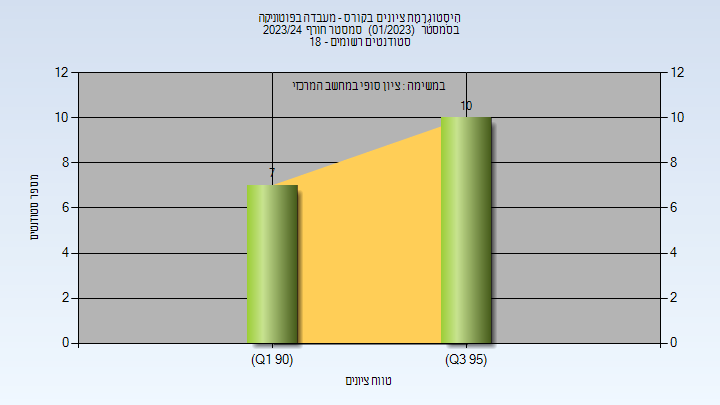 היסטוגרמת ציונים בקורס - מעבדה בפוטוניקה
בסמסטר (01/2023) סמסטר חורף 2023/24
סטודנטים רשומים - 18
במשימה : ציון סופי במחשב המרכזי
12
10
8
6
4
2
0
12
10
8
6
4
2
0
7
10
מספר סטודנטים
(Q1 90)
(Q3 95)
טווח ציונים